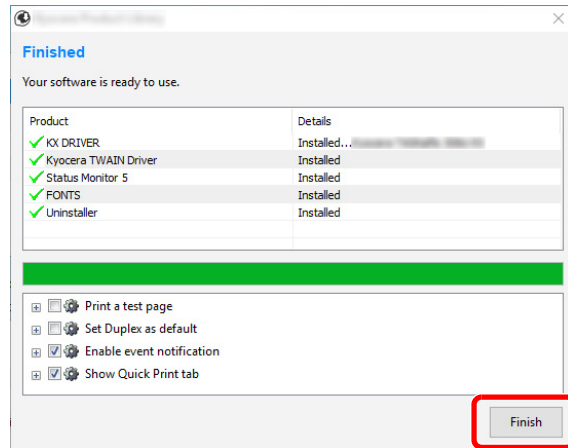 Finished
Your software is ready to use.
Product Details
KX DRIVER Installed...
Kyocera TWAIN Driver Installed
Status Monitor 5 Installed
FONTS Installed
Uninstaller Installed
Print a test page
Set Duplex as default
Enable event notification
Show Quick Print tab
Finish